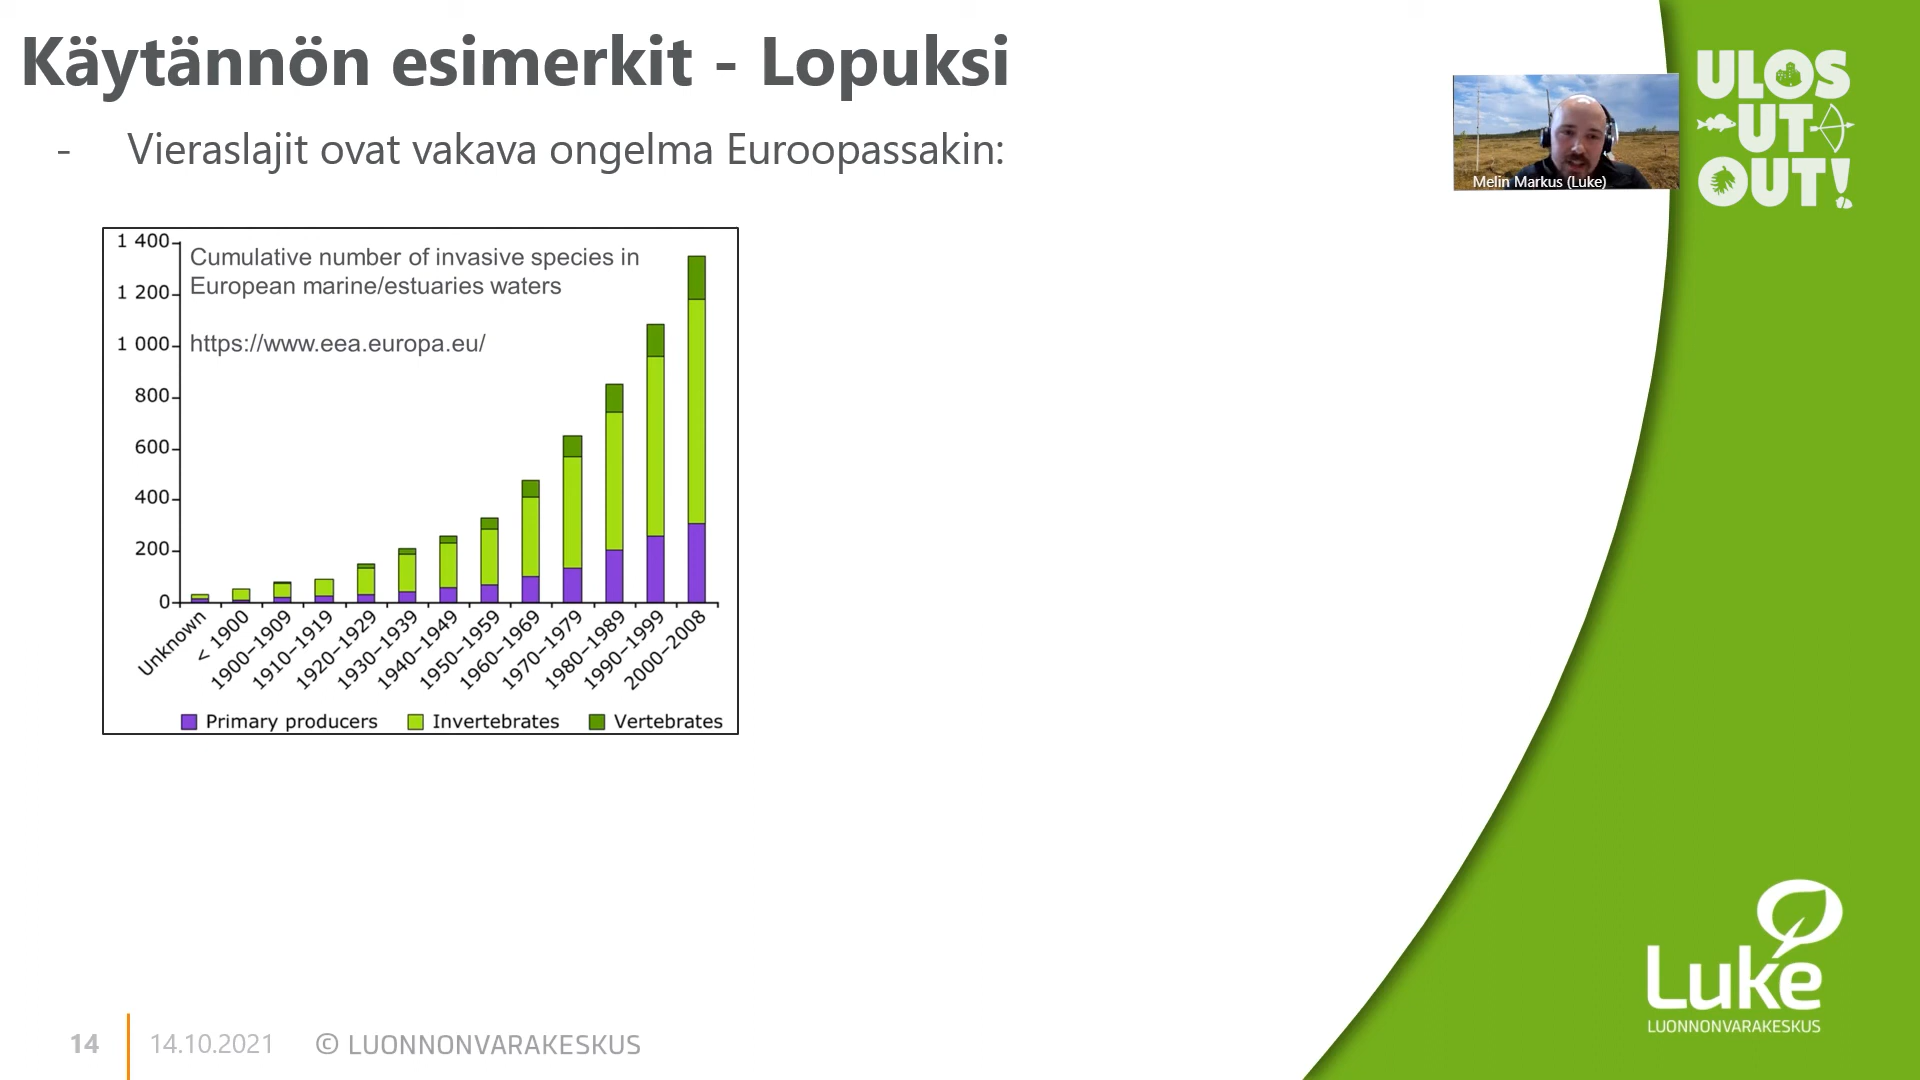 Käytännön esimerkit - Lopuksi
- Vieraslajit ovat vakava ongelma Euroopassakin:
Melin Markus (Luke)
ULOS
UT
OUT!
Cumulative number of invasive species in
European marine/estuaries waters
https://www.eea.europa.eu/
1 400
1 200
1 000
800
600
400
200
0
Unknown
< 1900
1900–1909
1910–1919
1920–1929
1930–1939
1940–1949
1950–1959
1960–1969
1970–1979
1980–1989
1990–1999
2000–2008
Primary producers Invertebrates Vertebrates
Luke
LUONNONVARAKESKUS
14 14.10.2021 © LUONNONVARAKESKUS